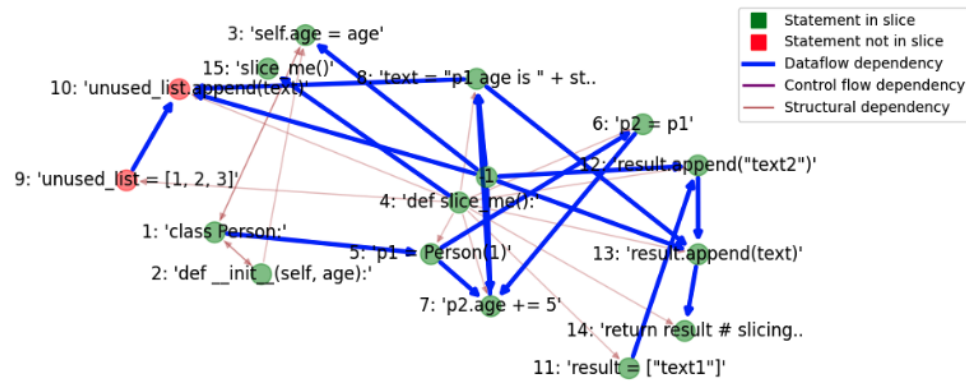 Statement in slice
Statement not in slice
Dataflow dependency
Control flow dependency
Structural dependency
3: 'self.age = age'
15: 'slice_me()'
8: 'text = "p1 age is " + st..
10: 'unused_list.append(text)'
6: 'p2 = p1'
12: 'result.append("text2")'
9: 'unused_list = [1, 2, 3]'
-1
4: 'def slice_me():'
1: 'class Person:'
5: 'p1 = Person(1)'
13: 'result.append(text)'
2: 'def __init__(self, age):'
7: 'p2.age += 5'
14: 'return result # slicing..
11: 'result = ["text1"]'